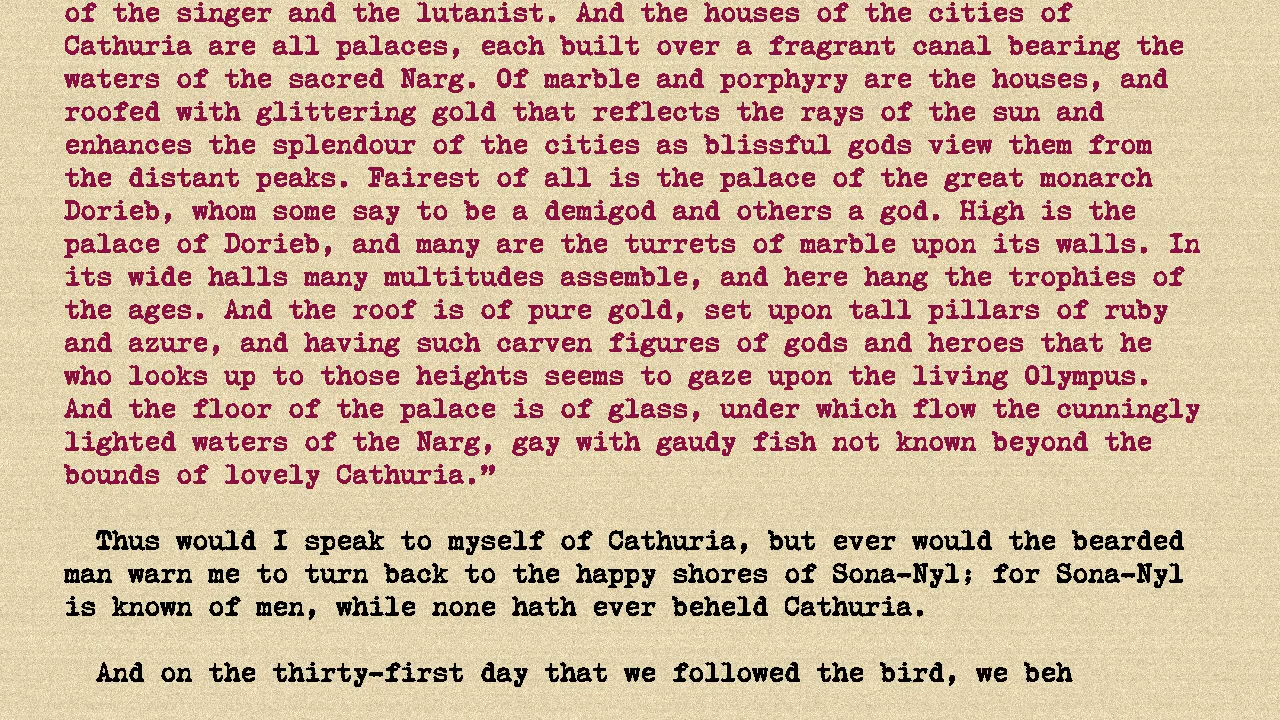 of the singer and the lutanist. And the houses of the cities of
Cathuria are all palaces, each built over a fragrant canal bearing the
waters of the sacred Narg. Of marble and porphyry are the houses, and
roofed with glittering gold that reflects the rays of the sun and
enhances the splendour of the cities as blissful gods view them from
the distant peaks. Fairest of all is the palace of the great monarch
Dorieb, whom some say to be a demigod and others a god. High is the
palace of Dorieb, and many are the turrets of marble upon its walls. In
its wide halls many multitudes assemble, and here hang the trophies of
the ages. And the roof is of pure gold, set upon tall pillars of ruby
and azure, and having such carven figures of gods and heroes that he
who looks up to those heights seems to gaze upon the living Olympus.
And the floor of the palace is of glass, under which flow the cunningly
lighted waters of the Narg, gay with gaudy fish not known beyond the
bounds of lovely Cathuria.”
Thus would I speak to myself of Cathuria, but ever would the bearded
man warn me to turn back to the happy shores of Sona-Nyl; for Sona-Nyl
is known of men, while none hath ever beheld Cathuria.
And on the thirty-first day that we followed the bird, we beh